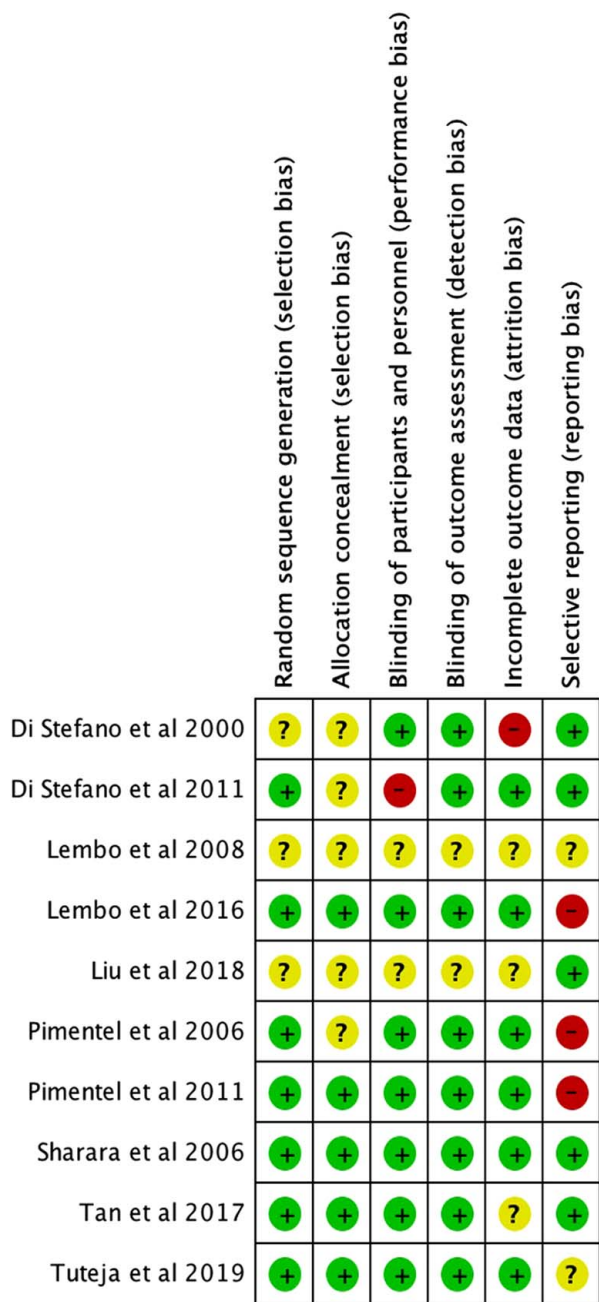 Random sequence generation (selection bias)
Allocation concealment (selection bias)
Blinding of participants and personnel (performance bias)
Blinding of outcome assessment (detection bias)
Incomplete outcome data (attrition bias)
Selective reporting (reporting bias)
Di Stefano et al 2000 ? ? + + - +
Di Stefano et al 2011 + ? - + + +
Lembo et al 2008 ? ? ? ? ? ?
Lembo et al 2016 + + + + + -
Liu et al 2018 ? ? ? ? ? +
Pimentel et al 2006 + ? + + + -
Pimentel et al 2011 + + + + + -
Sharara et al 2006 + + + + + +
Tan et al 2017 + + + + ? +
Tuteja et al 2019 + + + + + ?